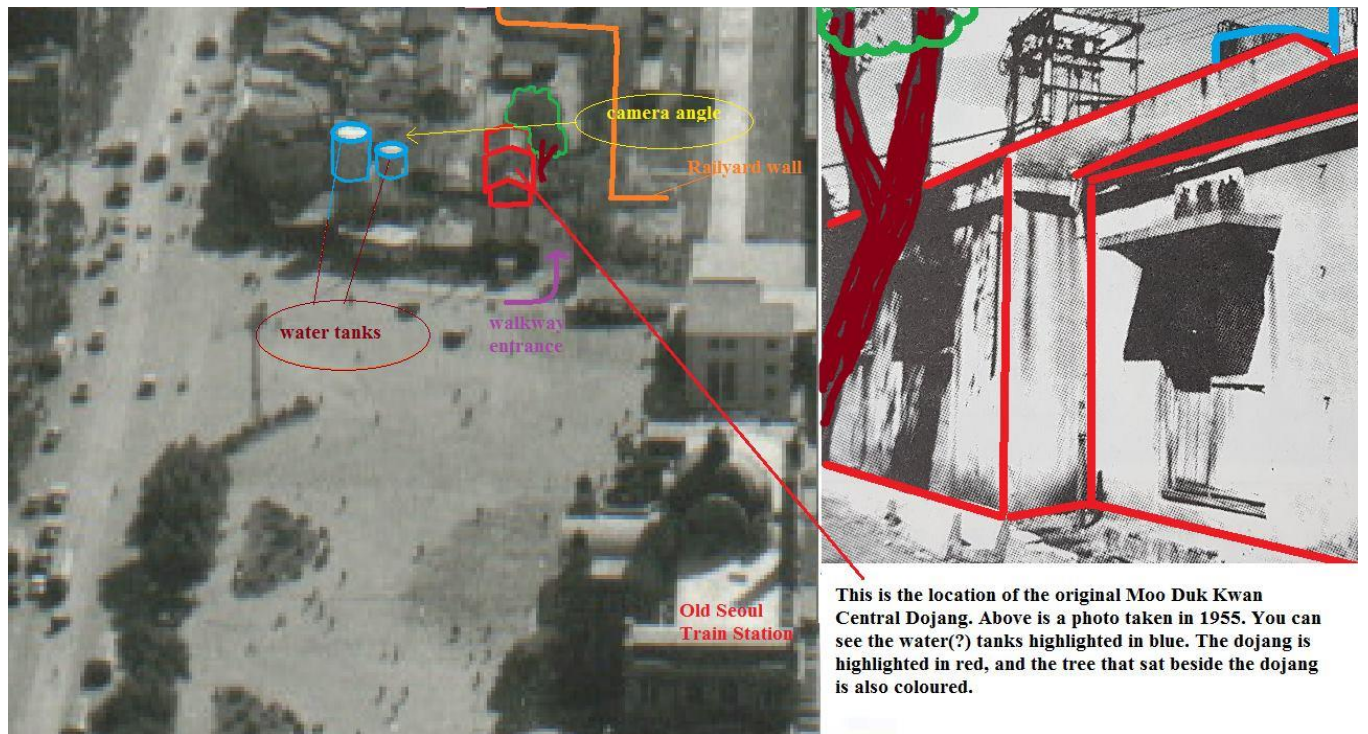 camera angle
Railyard wall
water tanks
walkway
entrance
Old Seoul
Train Station
This is the location of the original Moo Duk Kwan
Central Dojang. Above is a photo taken in 1955. You can
see the water(?) tanks highlighted in blue. The dojang is
highlighted in red, and the tree that sat beside the dojang
is also coloured.